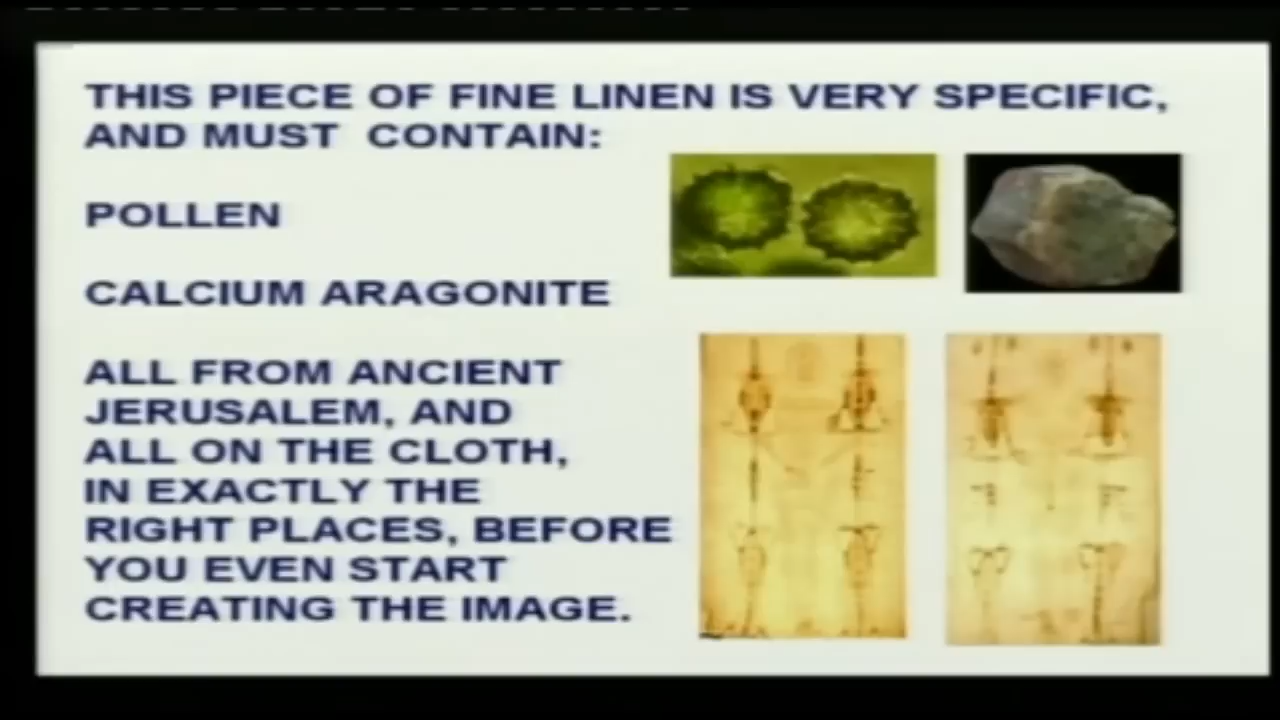 THIS PIECE OF FINE LINEN IS VERY SPECIFIC,
AND MUST CONTAIN:
POLLEN
CALCIUM ARAGONITE
ALL FROM ANCIENT
JERUSALEM, AND
ALL ON THE CLOTH,
IN EXACTLY THE
RIGHT PLACES, BEFORE
YOU EVEN START
CREATING THE IMAGE.